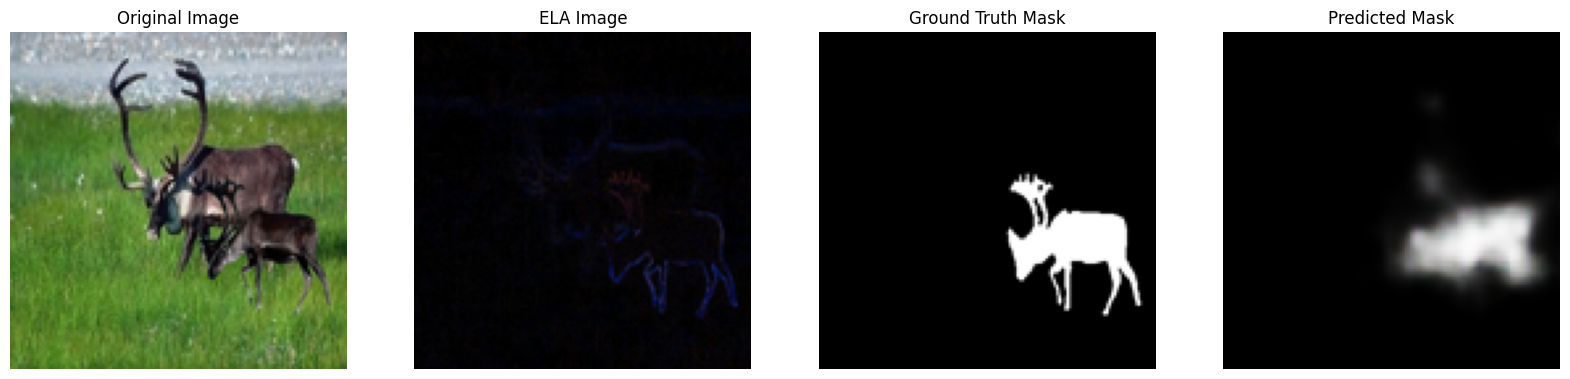 Original Image
ELA Image
Ground Truth Mask
Predicted Mask